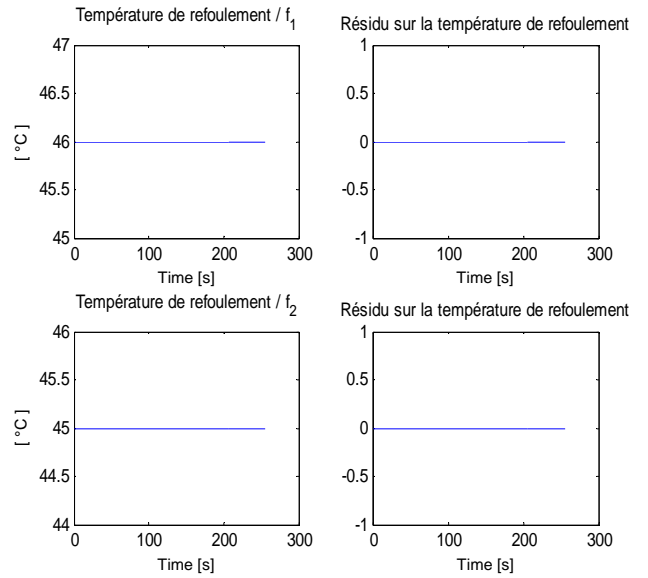 Température de refoulement / f1
Résidu sur la température de refoulement
47
46.5
46
45.5
45
[ °C ]
0 100 200 300
Time [s]
1
0.5
0
-0.5
-1
0 100 200 300
Time [s]
Température de refoulement / f2
Résidu sur la température de refoulement
46
45.5
45
44.5
44
[ °C ]
0 100 200 300
Time [s]
1
0.5
0
-0.5
-1
0 100 200 300
Time [s]